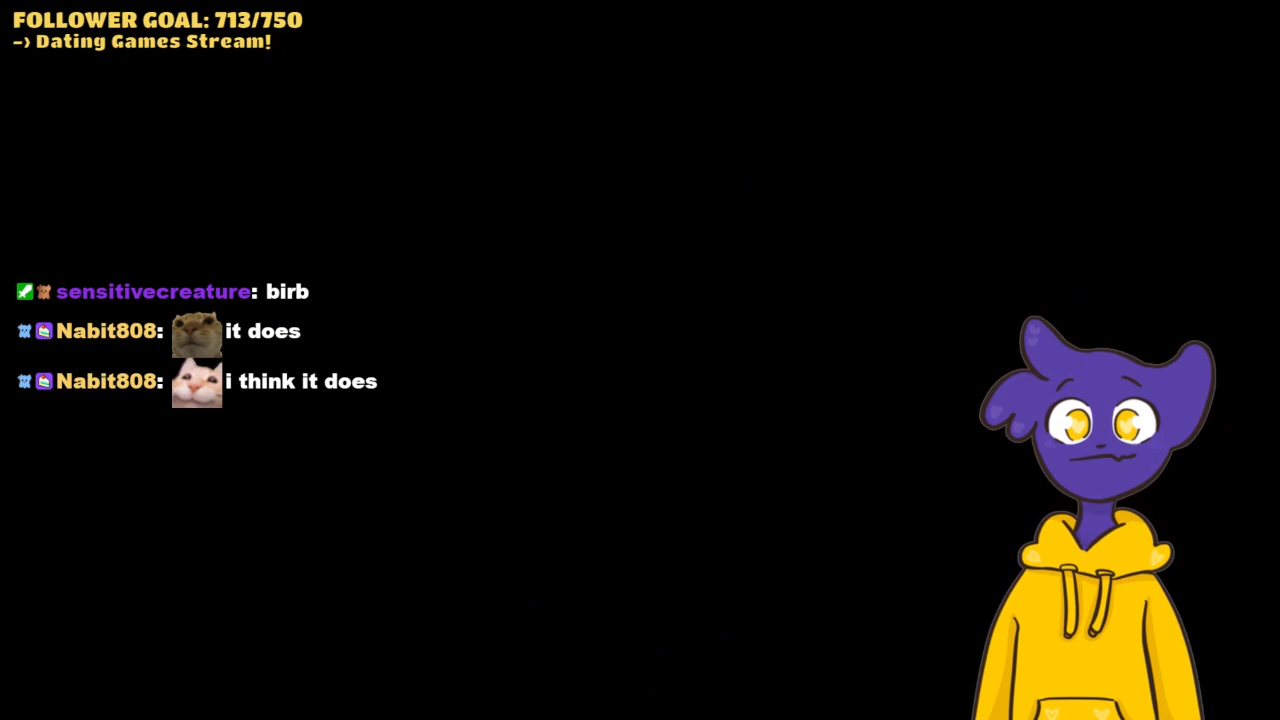 FOLLOWER GOAL: 713/750
-> Dating Games Stream!
sensitivecreature: birb
Nabit808: it does
Nabit808: i think it does